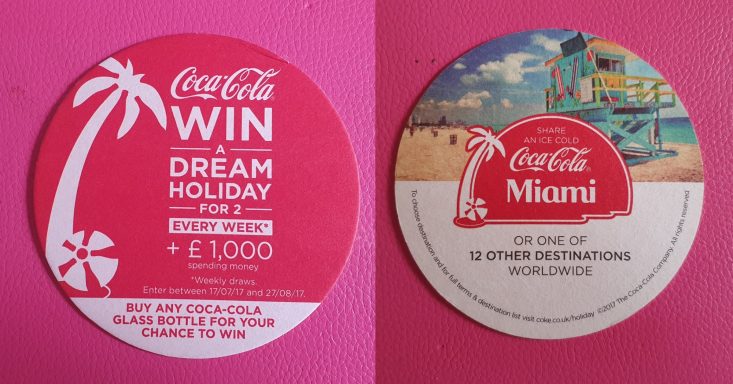 Coca-Cola
WIN
A
DREAM
HOLIDAY
FOR 2
EVERY WEEK*
+ £1,000
spending money
*Weekly draws.
Enter between 17/07/17 and 27/08/17.
BUY ANY COCA-COLA
GLASS BOTTLE FOR YOUR
CHANCE TO WIN
SHARE
AN ICE COLD
Coca-Cola
Miami
OR ONE OF
12 OTHER DESTINATIONS
WORLDWIDE
To choose destination and for full terms & destination list visit coke.co.uk/holiday ©2017 The Coca-Cola Company. All rights reserved